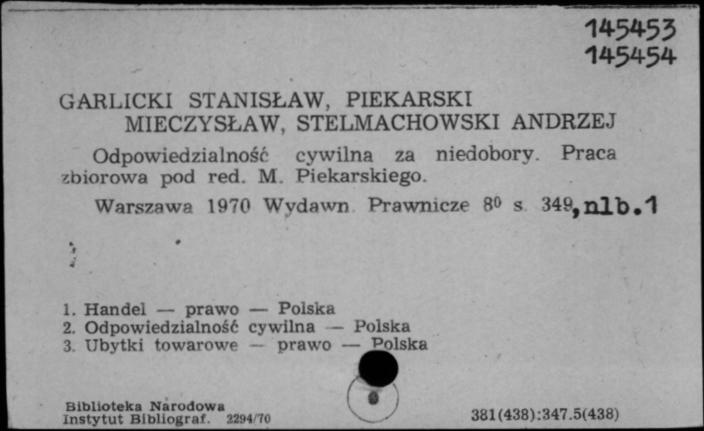 145453
145454
GARLICKI STANISŁAW, PIEKARSKI
MIECZYSŁAW, STELMACHOWSKI ANDRZEJ
Odpowiedzialność cywilna za niedobory. Praca
zbiorowa pod red. M. Piekarskiego.
Warszawa 1970 Wydawn. Prawnicze 8⁰ s. 349, nlb. 1
1. Handel — prawo — Polska
2. Odpowiedzialność cywilna — Polska
3. Ubytki towarowe — prawo — Polska
Biblioteka Narodowa
Instytut Bibliograf. 2294/70
381(438):347.5(438)